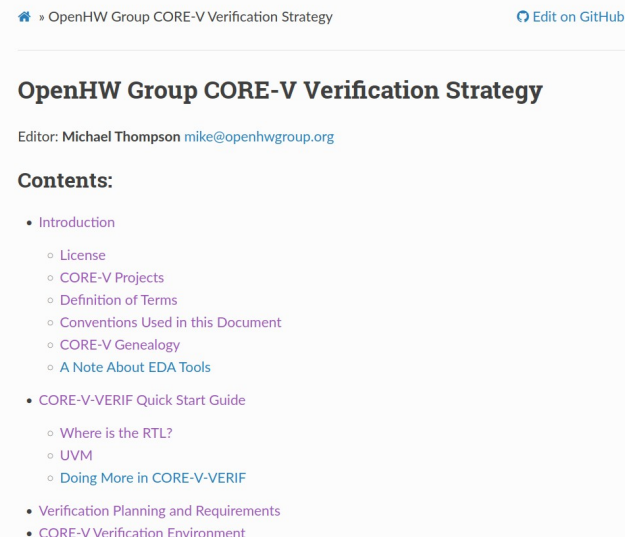 » OpenHW Group CORE-V Verification Strategy Edit on GitHub
OpenHW Group CORE-V Verification Strategy
Editor: Michael Thompson mike@openhwgroup.org
Contents:
• Introduction
◦ License
◦ CORE-V Projects
◦ Definition of Terms
◦ Conventions Used in this Document
◦ CORE-V Genealogy
◦ A Note About EDA Tools
• CORE-V-VERIF Quick Start Guide
◦ Where is the RTL?
◦ UVM
◦ Doing More in CORE-V-VERIF
• Verification Planning and Requirements
• CORE-V Verification Environment